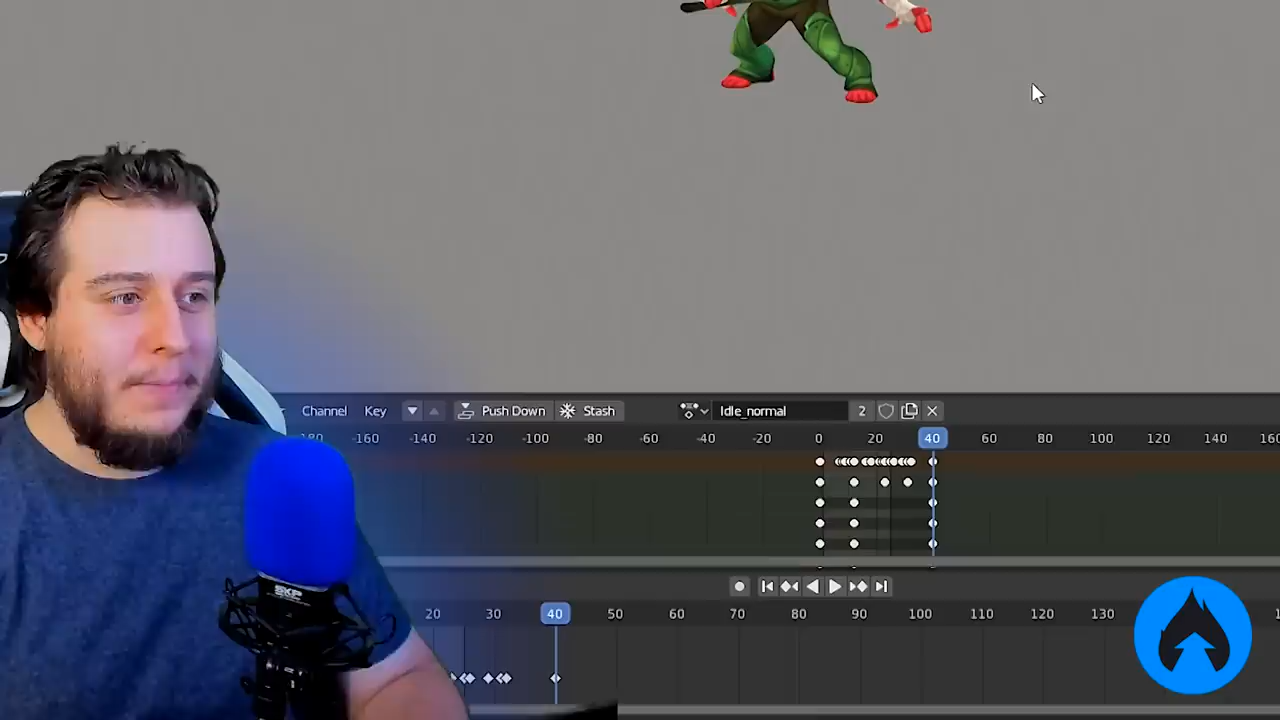 Channel Key Push Down Stash Idle_normal 2
-160 -140 -120 -100 -80 -60 -40 -20 0 20 40 60 80 100 120 140
20 30 40 50 60 70 80 90 100 110 120 130
SKP